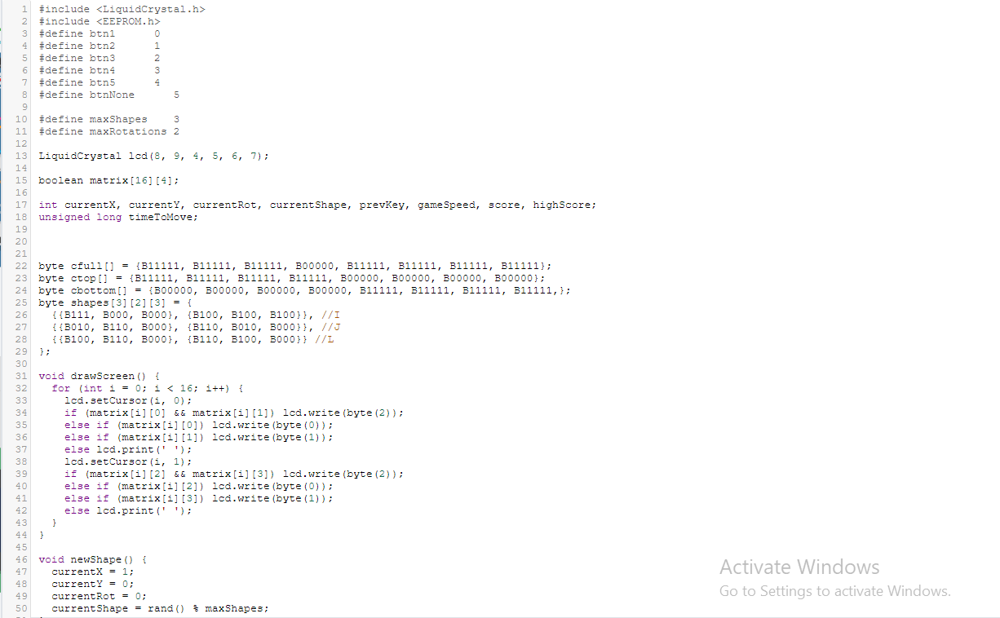 1 #include <LiquidCrystal.h>
2 #include <EEPROM.h>
3 #define btn1      0
4 #define btn2      1
5 #define btn3      2
6 #define btn4      3
7 #define btn5      4
8 #define btnNone      5
9
10 #define maxShapes    3
11 #define maxRotations 2
12
13 LiquidCrystal lcd(8, 9, 4, 5, 6, 7);
14
15 boolean matrix[16][4];
16
17 int currentX, currentY, currentRot, currentShape, prevKey, gameSpeed, score, highScore;
18 unsigned long timeToMove;
19
20
21
22 byte cfull[] = {B11111, B11111, B11111, B00000, B11111, B11111, B11111, B11111};
23 byte ctop[] = {B11111, B11111, B11111, B11111, B00000, B00000, B00000, B00000};
24 byte cbottom[] = {B00000, B00000, B00000, B00000, B11111, B11111, B11111, B11111,};
25 byte shapes[3][2][3] = {
26   {{B111, B000, B000}, {B100, B100, B100}}, //I
27   {{B010, B110, B000}, {B110, B010, B000}}, //J
28   {{B100, B110, B000}, {B110, B100, B000}} //L
29 };
30
31 void drawScreen() {
32   for (int i = 0; i < 16; i++) {
33     lcd.setCursor(i, 0);
34     if (matrix[i][0] && matrix[i][1]) lcd.write(byte(2));
35     else if (matrix[i][0]) lcd.write(byte(0));
36     else if (matrix[i][1]) lcd.write(byte(1));
37     else lcd.print(' ');
38     lcd.setCursor(i, 1);
39     if (matrix[i][2] && matrix[i][3]) lcd.write(byte(2));
40     else if (matrix[i][2]) lcd.write(byte(0));
41     else if (matrix[i][3]) lcd.write(byte(1));
42     else lcd.print(' ');
43   }
44 }
45
46 void newShape() {
47   currentX = 1;
48   currentY = 0;
49   currentRot = 0;
50   currentShape = rand() % maxShapes;
Activate Windows
Go to Settings to activate Windows.